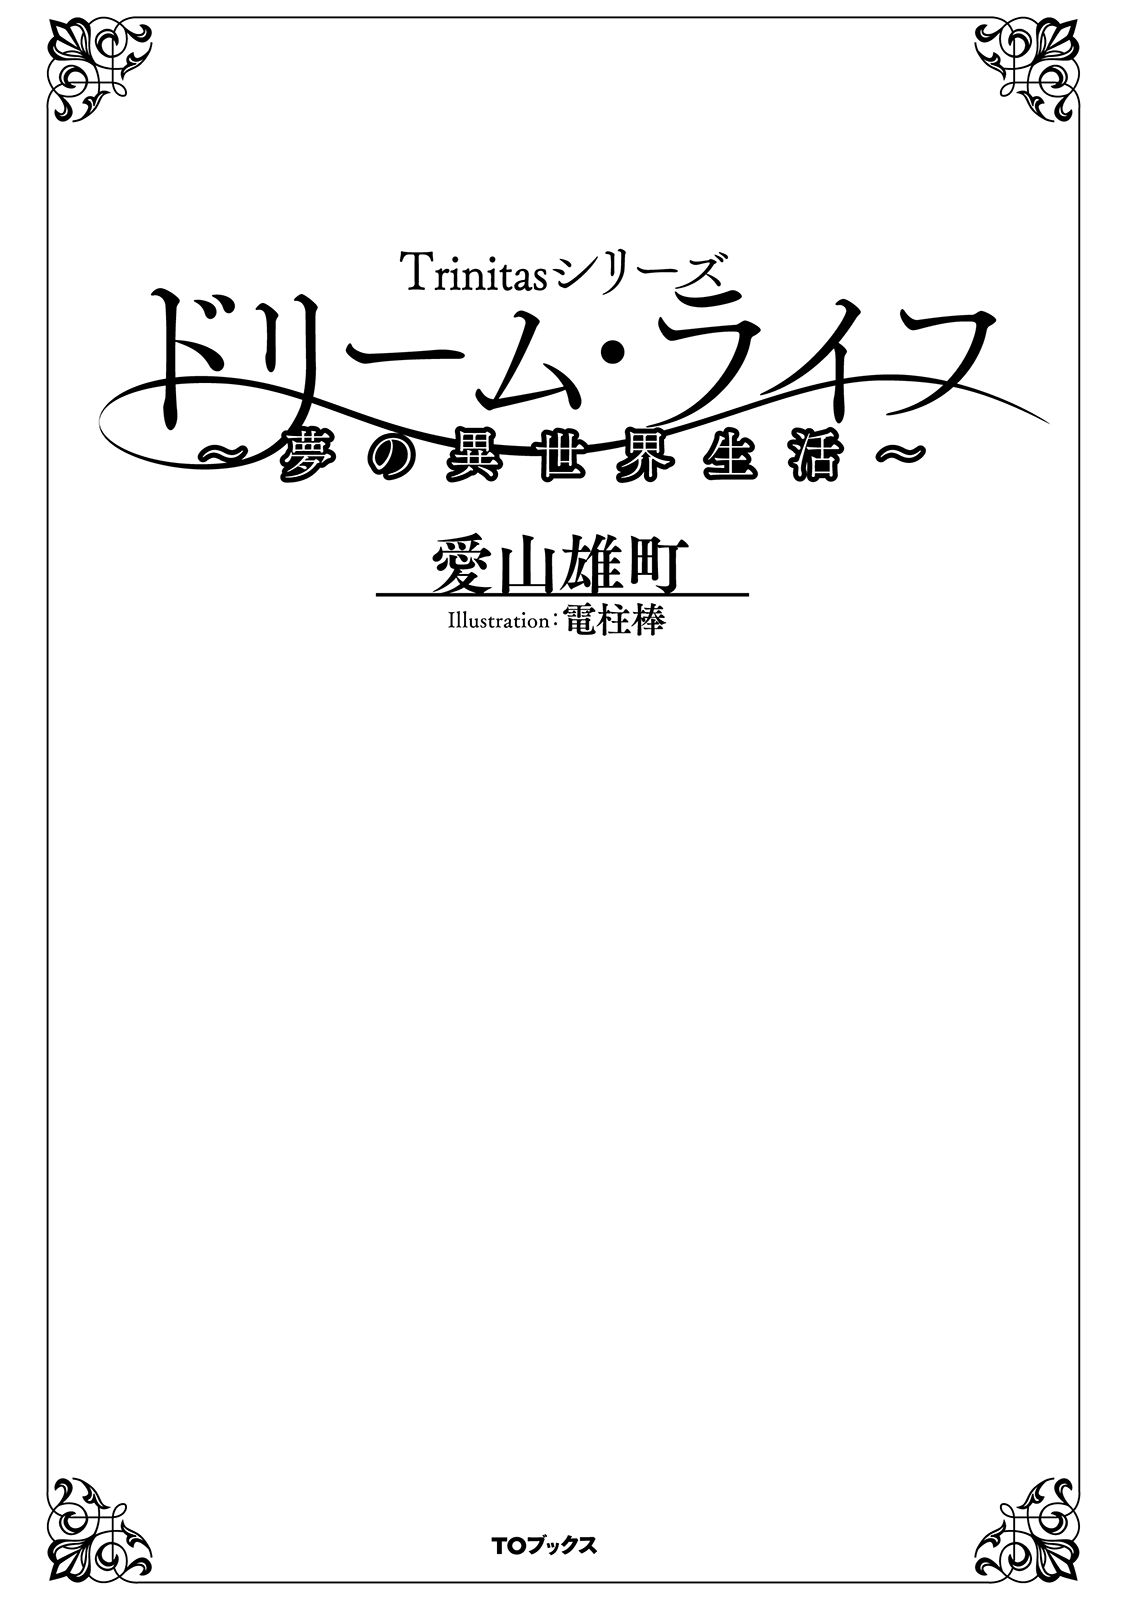 Trinitasシリーズ
ドリーム・ライフ
～夢の異世界生活～
愛山雄町
Illustration：電柱棒
TOブックス